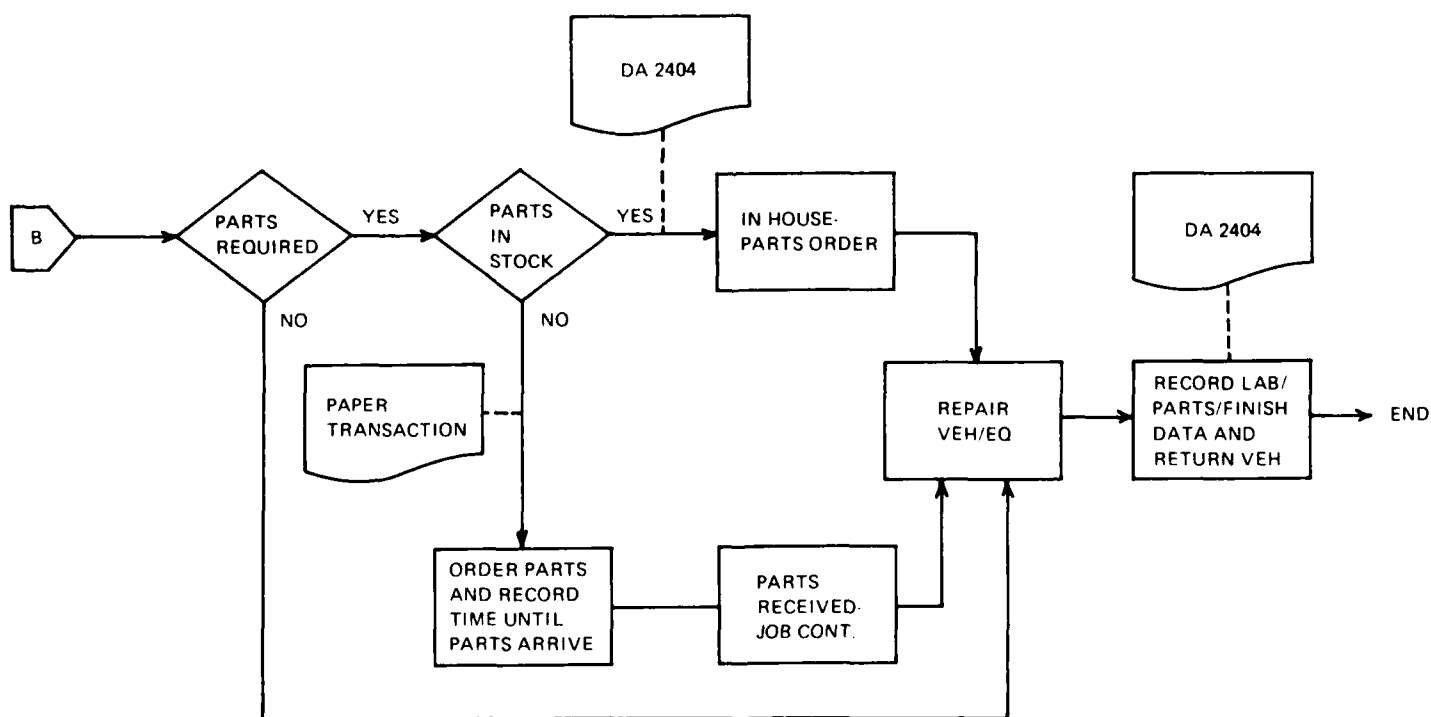 DA 2404
B
PARTS
REQUIRED
YES
PARTS
IN
STOCK
YES
IN HOUSE-
PARTS ORDER
DA 2404
NO
NO
PAPER
TRANSACTION
REPAIR
VEH/EQ
RECORD LAB/
PARTS/FINISH
DATA AND
RETURN VEH
END
ORDER PARTS
AND RECORD
TIME UNTIL
PARTS ARRIVE
PARTS
RECEIVED-
JOB CONT.